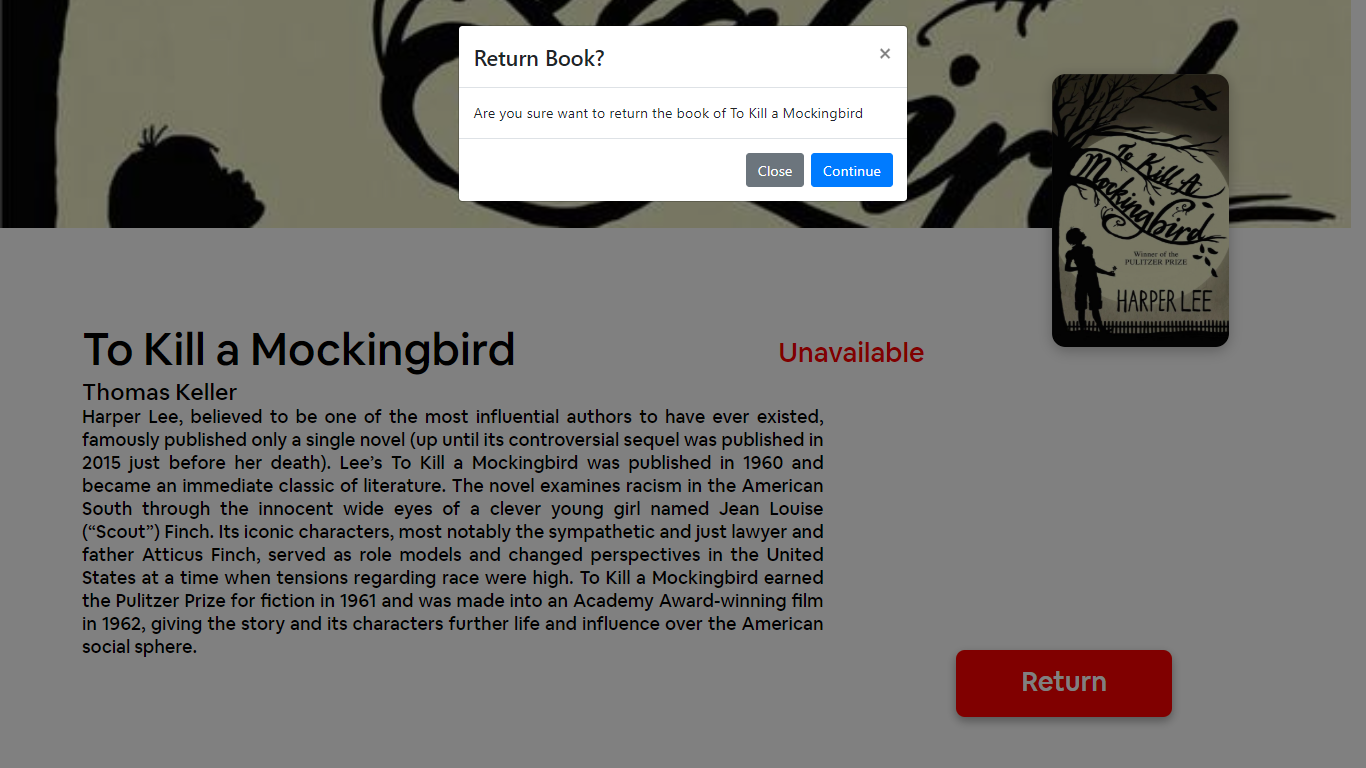 Return Book?
×
Are you sure want to return the book of To Kill a Mockingbird
Close
Continue
To Kill A
Mockingbird
Winner of the
PULITZER PRIZE
HARPER LEE
To Kill a Mockingbird
Unavailable
Thomas Keller
Harper Lee, believed to be one of the most influential authors to have ever existed,
famously published only a single novel (up until its controversial sequel was published in
2015 just before her death). Lee’s To Kill a Mockingbird was published in 1960 and
became an immediate classic of literature. The novel examines racism in the American
South through the innocent wide eyes of a clever young girl named Jean Louise
(“Scout”) Finch. Its iconic characters, most notably the sympathetic and just lawyer and
father Atticus Finch, served as role models and changed perspectives in the United
States at a time when tensions regarding race were high. To Kill a Mockingbird earned
the Pulitzer Prize for fiction in 1961 and was made into an Academy Award-winning film
in 1962, giving the story and its characters further life and influence over the American
social sphere.
Return